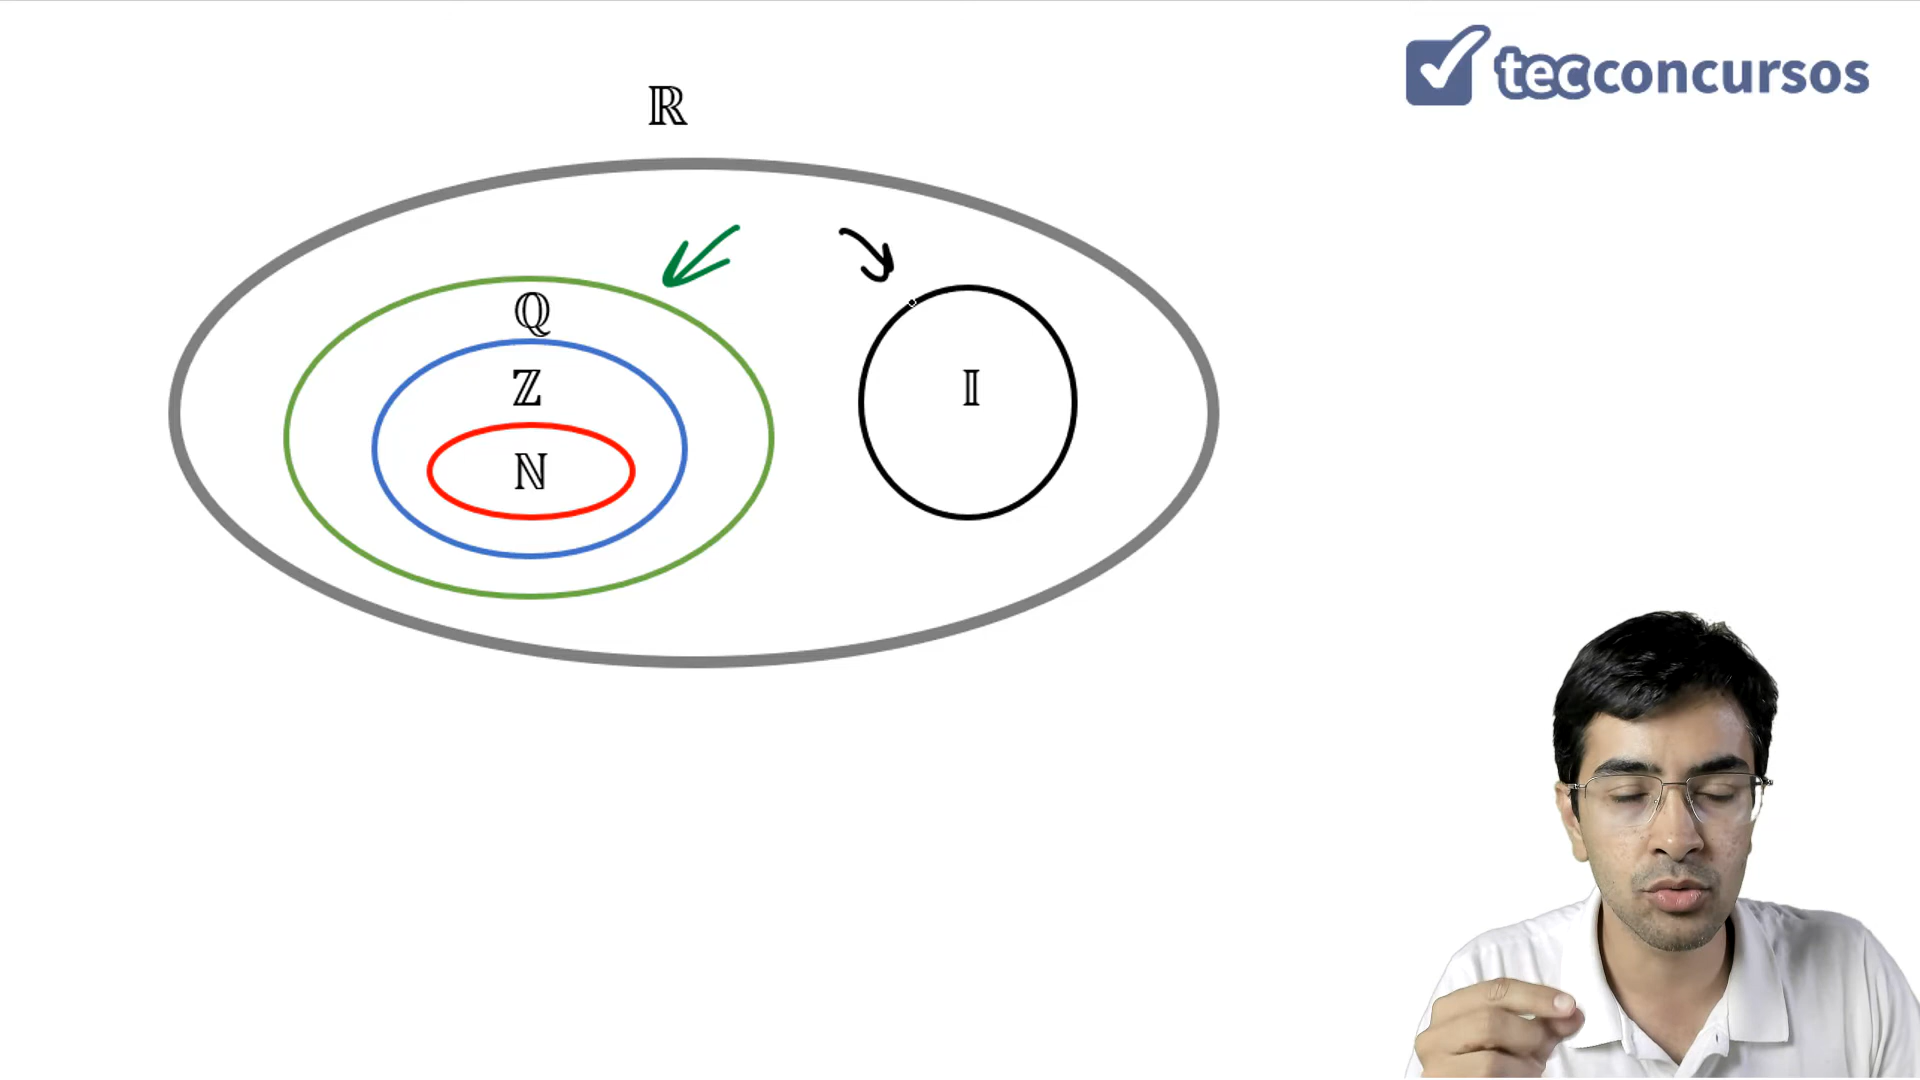 tecconcursos
ℝ
ℚ
ℤ
ℕ
𝕀